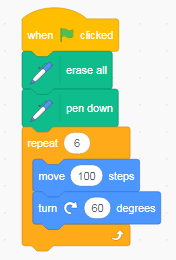 when clicked
erase all
pen down
repeat 6
move 100 steps
turn 60 degrees